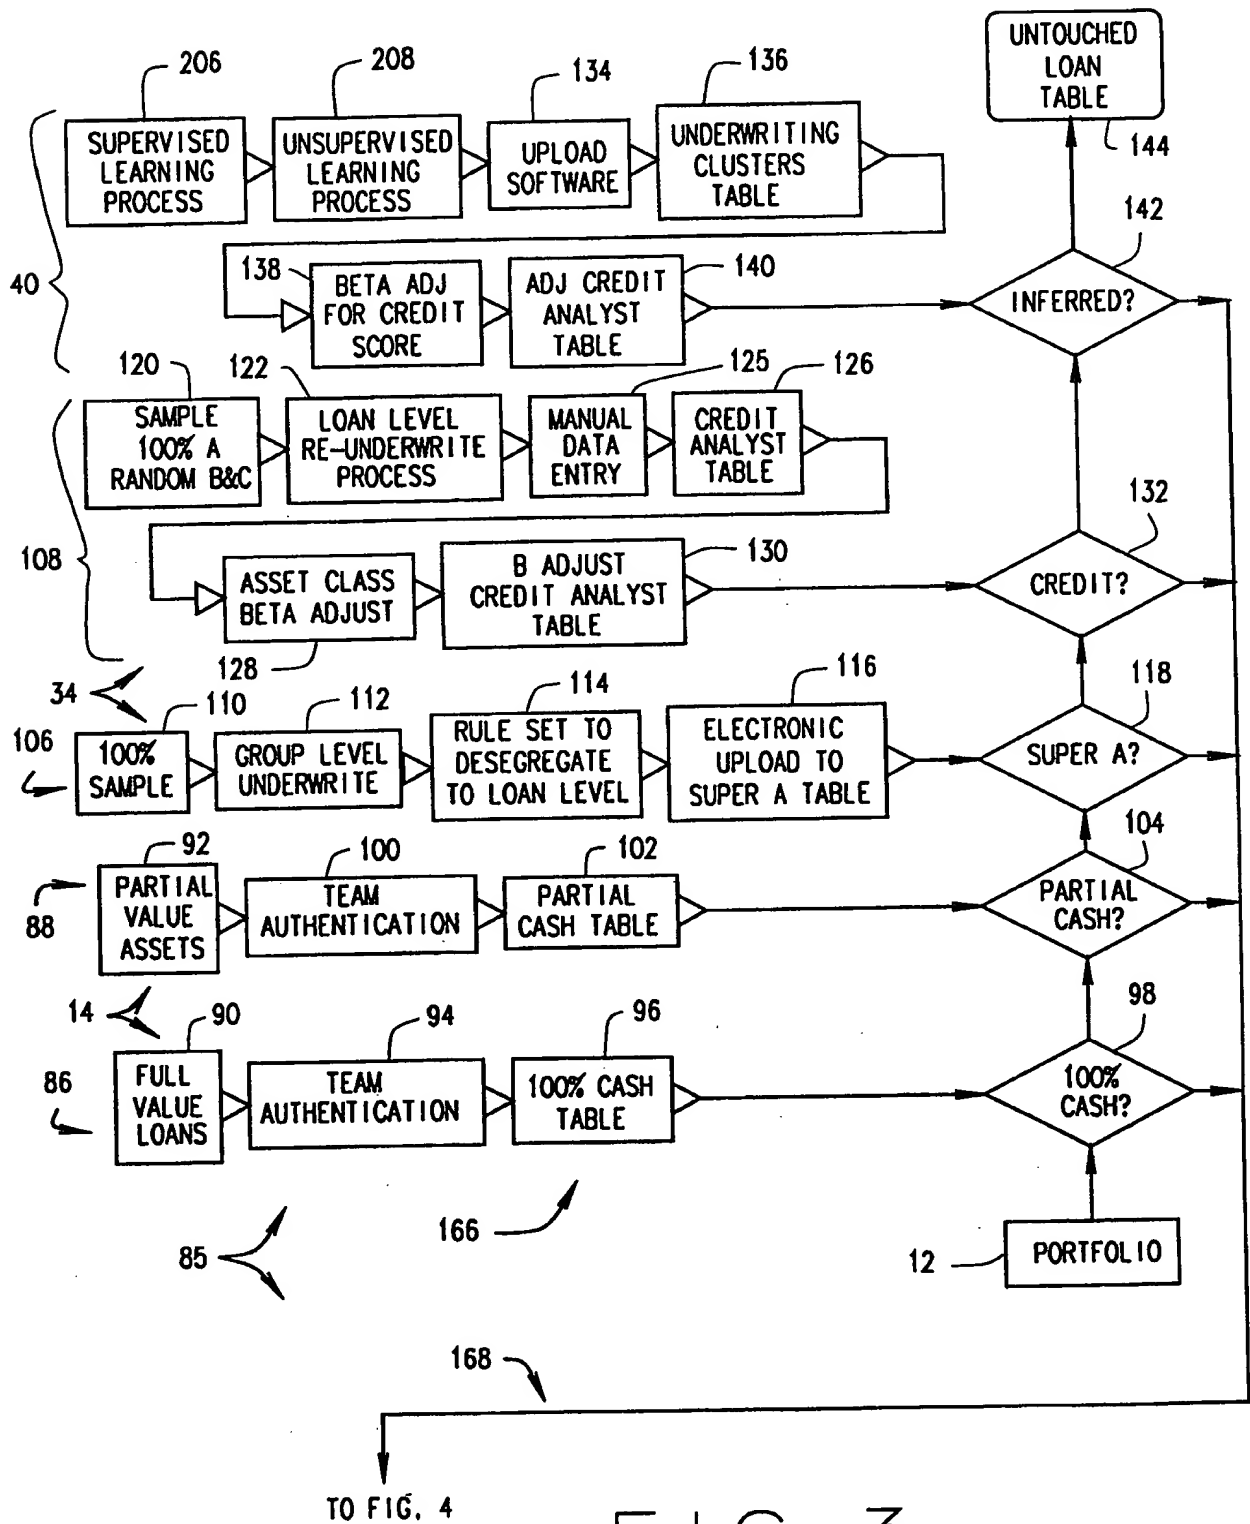 206
208
134
136
UNTOUCHED
LOAN
TABLE
144
SUPERVISED
LEARNING
PROCESS
UNSUPERVISED
LEARNING
PROCESS
UPLOAD
SOFTWARE
UNDERWRITING
CLUSTERS
TABLE
142
40
138
BETA ADJ
FOR CREDIT
SCORE
ADJ CREDIT
ANALYST
TABLE
140
INFERRED?
120
122
125
126
SAMPLE
100% A
RANDOM B&C
LOAN LEVEL
RE-UNDERWRITE
PROCESS
MANUAL
DATA
ENTRY
CREDIT
ANALYST
TABLE
132
108
ASSET CLASS
BETA ADJUST
128
B ADJUST
CREDIT ANALYST
TABLE
130
CREDIT?
34
110
112
114
116
118
106
100%
SAMPLE
GROUP LEVEL
UNDERWRITE
RULE SET TO
DESEGREGATE
TO LOAN LEVEL
ELECTRONIC
UPLOAD TO
SUPER A TABLE
SUPER A?
92
100
102
104
88
PARTIAL
VALUE
ASSETS
TEAM
AUTHENTICATION
PARTIAL
CASH TABLE
PARTIAL
CASH?
14
90
94
96
98
86
FULL
VALUE
LOANS
TEAM
AUTHENTICATION
100% CASH
TABLE
100%
CASH?
85
166
12
PORTFOLIO
168
TO FIG. 4